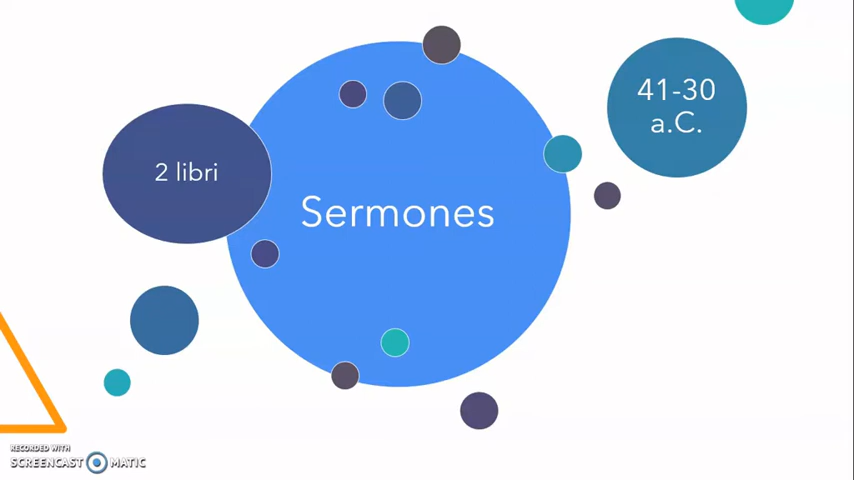 41-30
a.C.
2 libri
Sermones
RECORDED WITH
SCREENCAST MATIC